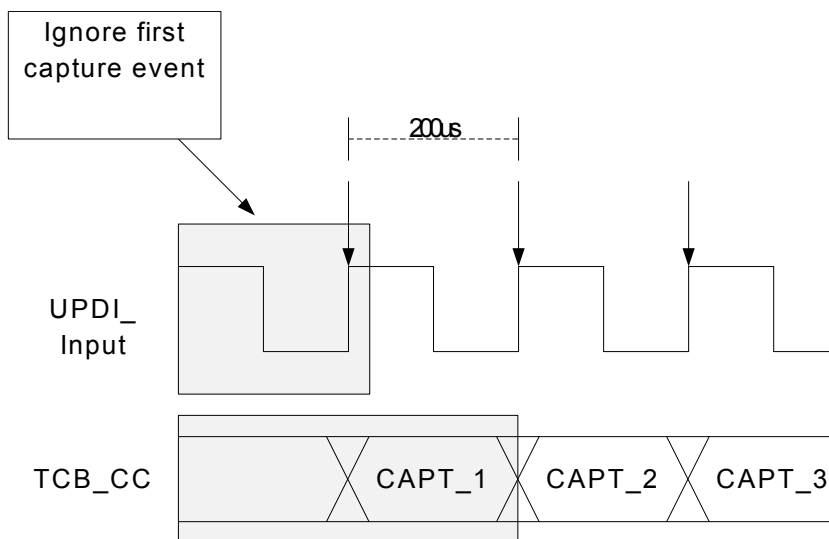 Ignore first
capture event
200us
UPDI_
Input
TCB_CC
CAPT_1
CAPT_2
CAPT_3